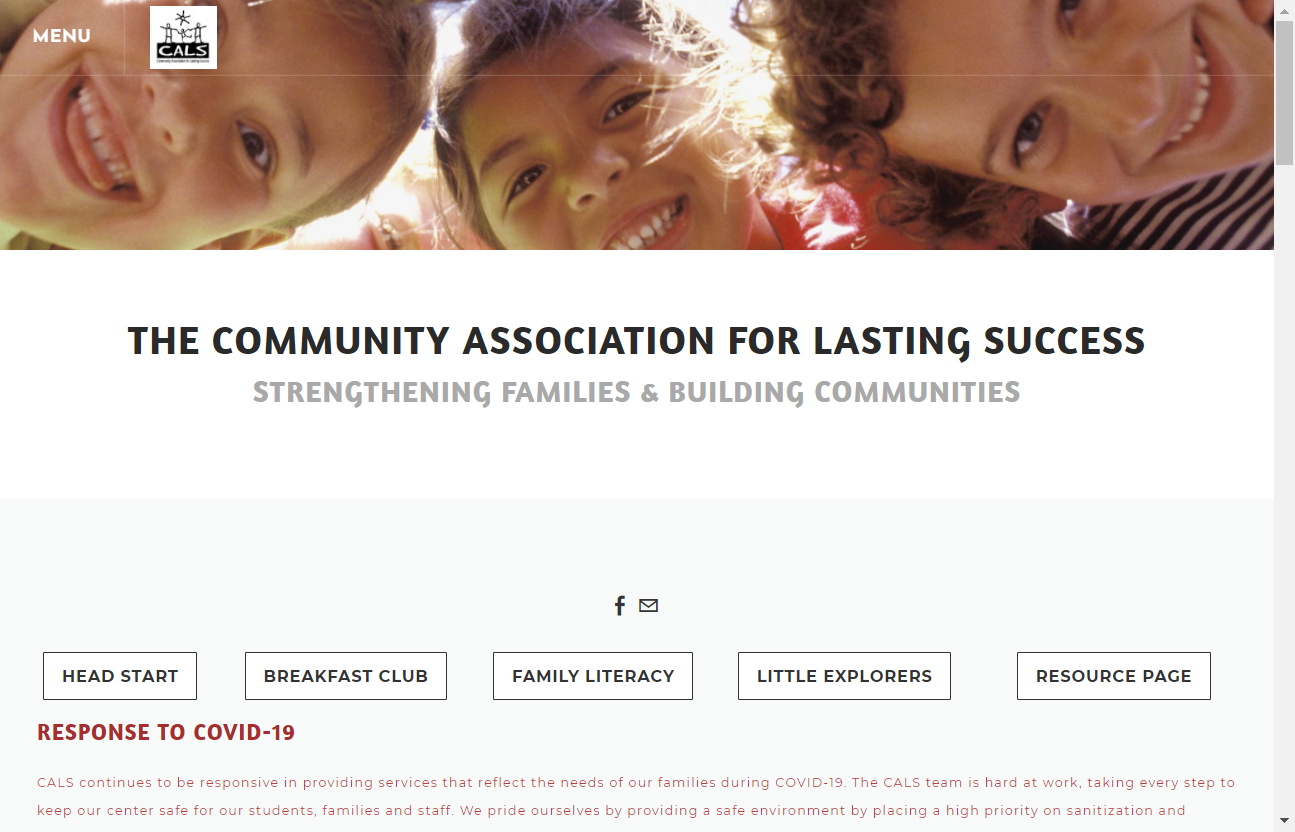 MENU
CALS
THE COMMUNITY ASSOCIATION FOR LASTING SUCCESS
STRENGTHENING FAMILIES & BUILDING COMMUNITIES
HEAD START
BREAKFAST CLUB
FAMILY LITERACY
LITTLE EXPLORERS
RESOURCE PAGE
RESPONSE TO COVID-19
CALS continues to be responsive in providing services that reflect the needs of our families during COVID-19. The CALS team is hard at work, taking every step to
keep our center safe for our students, families and staff. We pride ourselves by providing a safe environment by placing a high priority on sanitization and